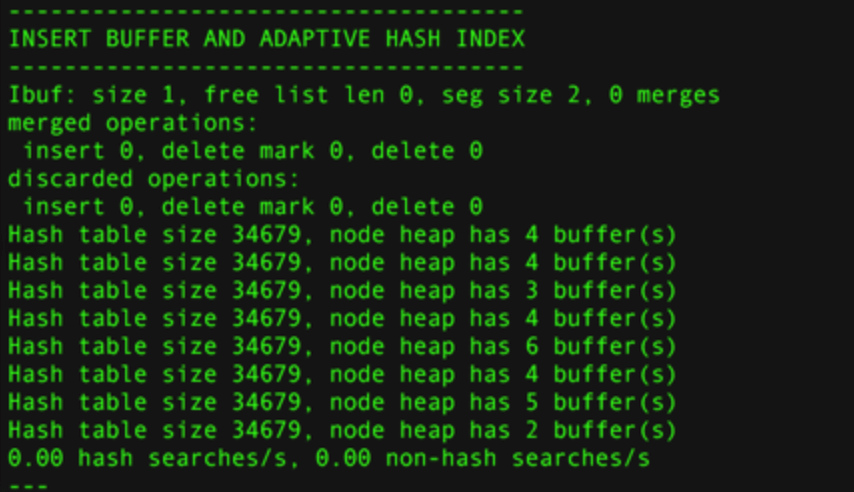 -------------------------------------
INSERT BUFFER AND ADAPTIVE HASH INDEX
-------------------------------------
Ibuf: size 1, free list len 0, seg size 2, 0 merges
merged operations:
 insert 0, delete mark 0, delete 0
discarded operations:
 insert 0, delete mark 0, delete 0
Hash table size 34679, node heap has 4 buffer(s)
Hash table size 34679, node heap has 4 buffer(s)
Hash table size 34679, node heap has 3 buffer(s)
Hash table size 34679, node heap has 4 buffer(s)
Hash table size 34679, node heap has 6 buffer(s)
Hash table size 34679, node heap has 4 buffer(s)
Hash table size 34679, node heap has 5 buffer(s)
Hash table size 34679, node heap has 2 buffer(s)
0.00 hash searches/s, 0.00 non-hash searches/s
---